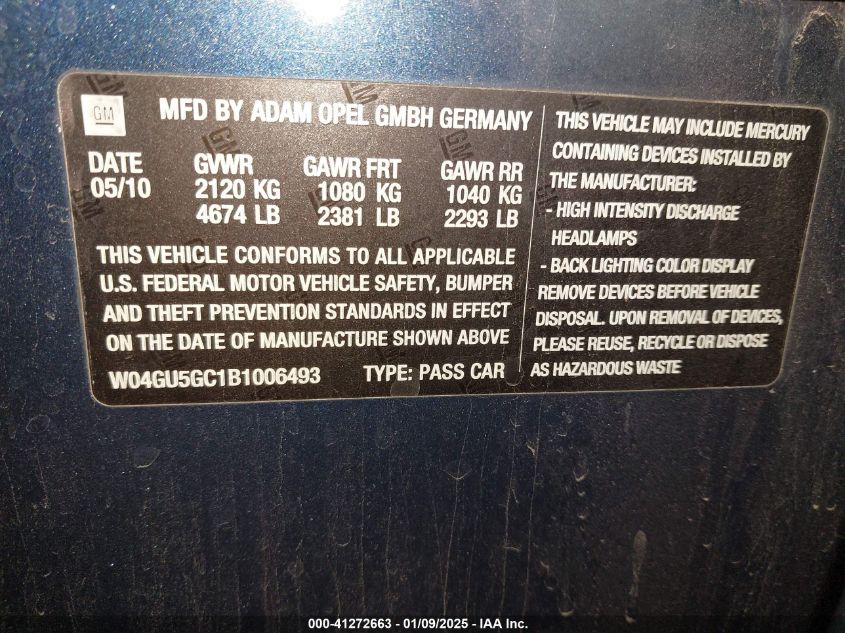 GM
MFD BY ADAM OPEL GMBH GERMANY
DATE GVWR GAWR FRT GAWR RR
05/10 2120 KG 1080 KG 1040 KG
4674 LB 2381 LB 2293 LB
THIS VEHICLE CONFORMS TO ALL APPLICABLE
U.S. FEDERAL MOTOR VEHICLE SAFETY, BUMPER
AND THEFT PREVENTION STANDARDS IN EFFECT
ON THE DATE OF MANUFACTURE SHOWN ABOVE
W04GU5GC1B1006493 TYPE: PASS CAR
THIS VEHICLE MAY INCLUDE MERCURY
CONTAINING DEVICES INSTALLED BY
THE MANUFACTURER:
- HIGH INTENSITY DISCHARGE
HEADLAMPS
- BACK LIGHTING COLOR DISPLAY
REMOVE DEVICES BEFORE VEHICLE
DISPOSAL. UPON REMOVAL OF DEVICES,
PLEASE REUSE, RECYCLE OR DISPOSE
AS HAZARDOUS WASTE
000-41272663 - 01/09/2025 - IAA Inc.